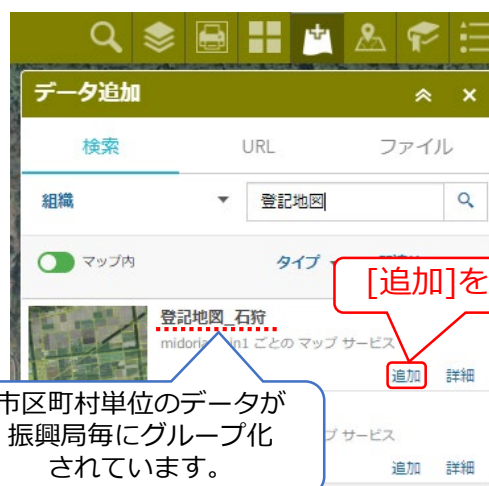 データ追加
検索 URL ファイル
組織 登記地図
マップ内 タイプ
[追加]を
登記地図_石狩
in1 ごとの マップ サービス
追加 詳細
市区町村単位のデータが
振興局毎にグループ化
されています。
サービス
追加 詳細